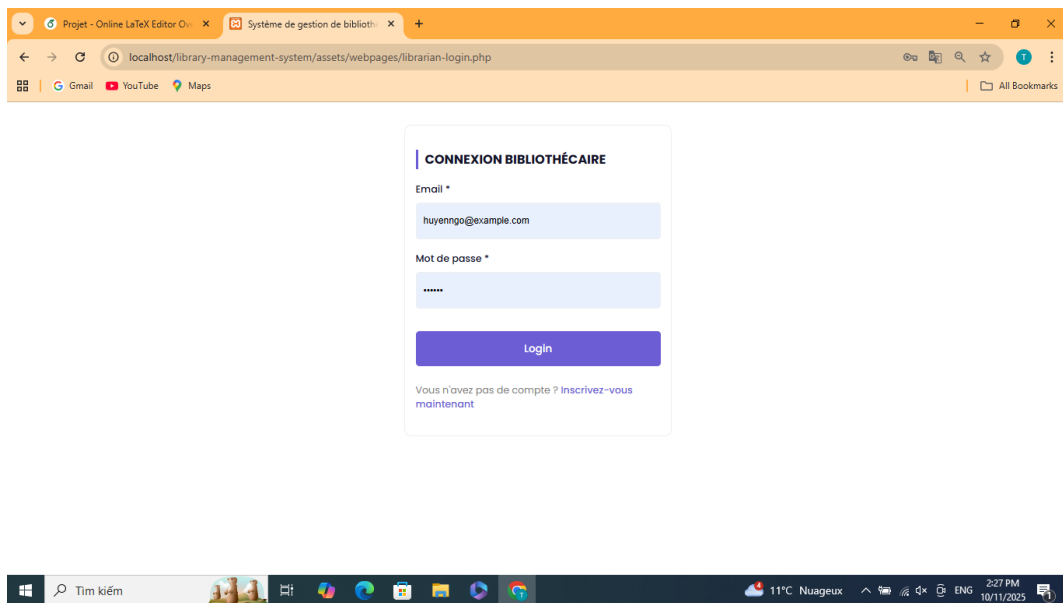 Projet - Online LaTeX Editor Ov
Système de gestion de biblioth
localhost/library-management-system/assets/webpages/librarian-login.php
T
Gmail
YouTube
Maps
All Bookmarks
CONNEXION BIBLIOTHÉCAIRE
Email *
huyenngo@example.com
Mot de passe *
••••••
Login
Vous n'avez pas de compte ? Inscrivez-vous
maintenant
Tìm kiếm
11°C Nuageux
ENG
2:27 PM
10/11/2025
1